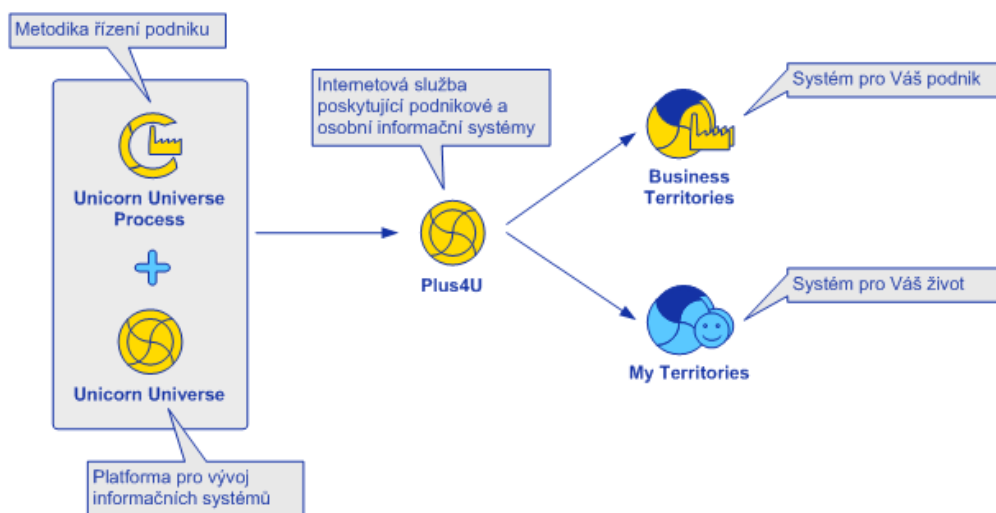 Metodika řízení podniku
Unicorn Universe
Process
Unicorn Universe
Platforma pro vývoj
informačních systémů
Internetová služba
poskytující podnikové a
osobní informační systémy
Plus4U
Systém pro Váš podnik
Business
Territories
Systém pro Váš život
My Territories